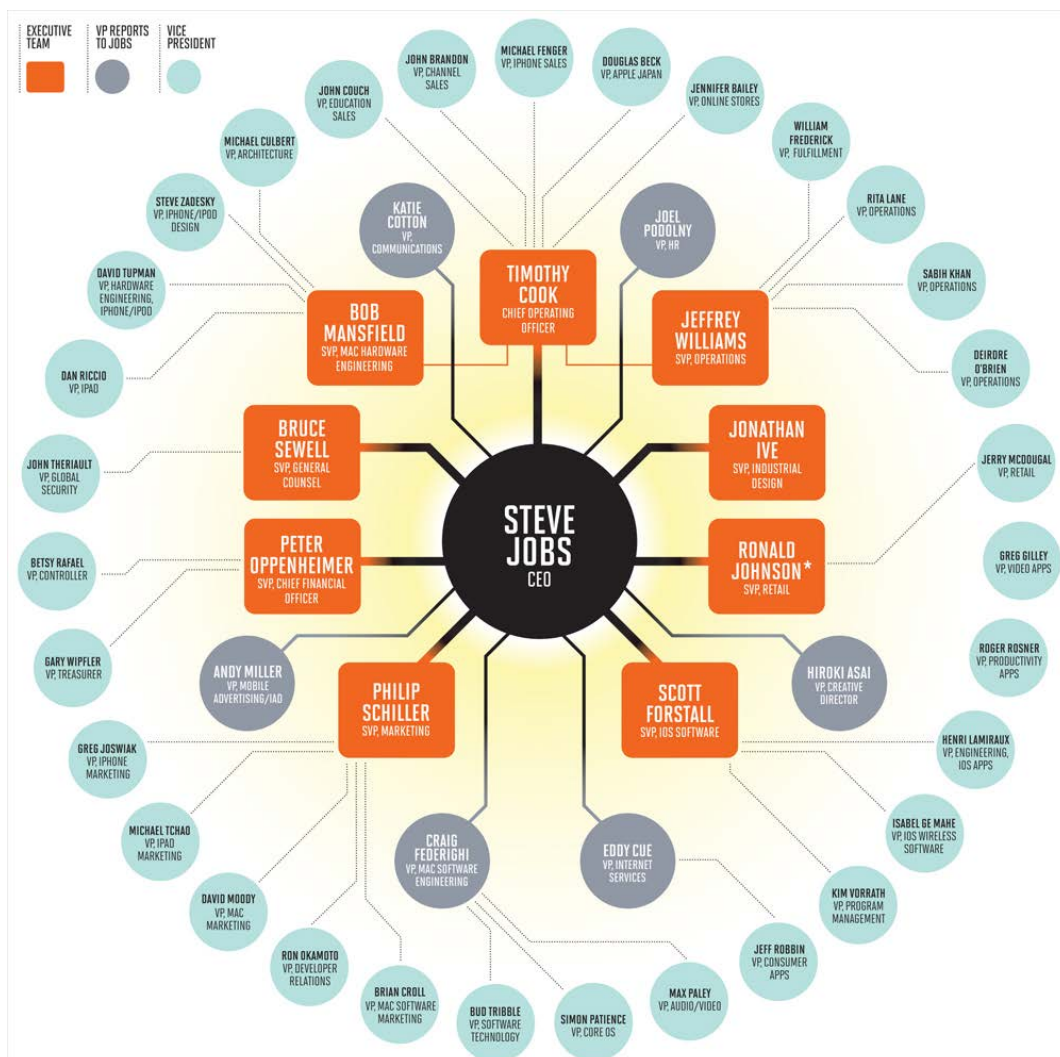 EXECUTIVE
TEAM
VP REPORTS
TO JOBS
VICE
PRESIDENT
MICHAEL FENGER
VP, IPHONE SALES
JOHN BRANDON
VP, CHANNEL
SALES
DOUGLAS BECK
VP, APPLE JAPAN
JOHN COUCH
VP, EDUCATION
SALES
JENNIFER BAILEY
VP, ONLINE STORES
MICHAEL CULBERT
VP, ARCHITECTURE
WILLIAM
FREDERICK
VP, FULFILLMENT
STEVE ZADESKY
VP, IPHONE/IPOD
DESIGN
KATIE
COTTON
VP,
COMMUNICATIONS
JOEL
PODOLNY
VP, HR
RITA LANE
VP, OPERATIONS
DAVID TUPMAN
VP, HARDWARE
ENGINEERING,
IPHONE/IPOD
TIMOTHY
COOK
CHIEF OPERATING
OFFICER
SABIH KHAN
VP, OPERATIONS
BOB
MANSFIELD
SVP, MAC HARDWARE
ENGINEERING
JEFFREY
WILLIAMS
SVP, OPERATIONS
DAN RICCIO
VP, IPAD
DEIRDRE
O'BRIEN
VP, OPERATIONS
BRUCE
SEWELL
SVP, GENERAL
COUNSEL
JONATHAN
IVE
SVP, INDUSTRIAL
DESIGN
JOHN THERIAULT
VP, GLOBAL
SECURITY
JERRY MCDOUGAL
VP, RETAIL
STEVE
JOBS
CEO
PETER
OPPENHEIMER
SVP, CHIEF FINANCIAL
OFFICER
RONALD
JOHNSON*
SVP, RETAIL
BETSY RAFAEL
VP, CONTROLLER
GREG GILLEY
VP, VIDEO APPS
GARY WIPFLER
VP, TREASURER
ANDY MILLER
VP, MOBILE
ADVERTISING/IAD
HIROKI ASAI
VP, CREATIVE
DIRECTOR
ROGER ROSNER
VP, PRODUCTIVITY
APPS
PHILIP
SCHILLER
SVP, MARKETING
SCOTT
FORSTALL
SVP, IOS SOFTWARE
GREG JOSWIAK
VP, IPHONE
MARKETING
HENRI LAMIRAUX
VP, ENGINEERING,
IOS APPS
MICHAEL TCHAO
VP, IPAD
MARKETING
CRAIG
FEDERIGHI
VP, MAC SOFTWARE
ENGINEERING
EDDY CUE
VP, INTERNET
SERVICES
ISABEL GE MAHE
VP, IOS WIRELESS
SOFTWARE
DAVID MOODY
VP, MAC
MARKETING
KIM VORRATH
VP, PROGRAM
MANAGEMENT
RON OKAMOTO
VP, DEVELOPER
RELATIONS
JEFF ROBBIN
VP, CONSUMER
APPS
BRIAN CROLL
VP, MAC SOFTWARE
MARKETING
BUD TRIBBLE
VP, SOFTWARE
TECHNOLOGY
SIMON PATIENCE
VP, CORE OS
MAX PALEY
VP, AUDIO/VIDEO